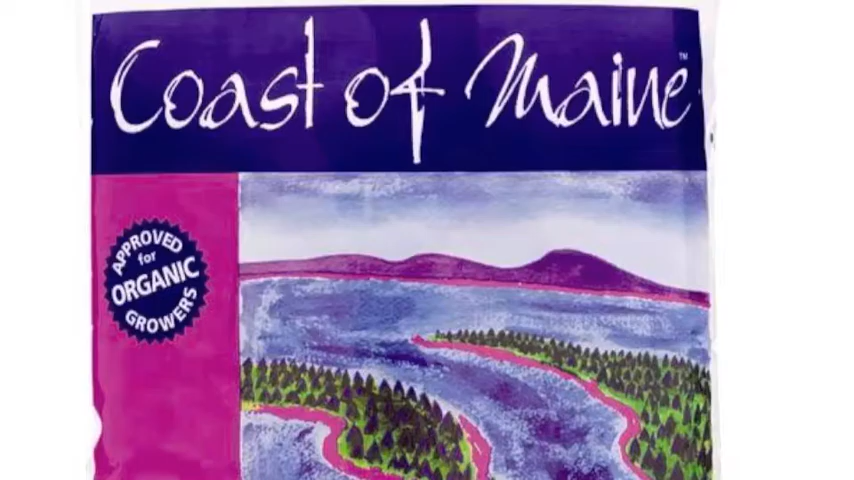 Coast of Maine™
APPROVED
for
ORGANIC
GROWERS